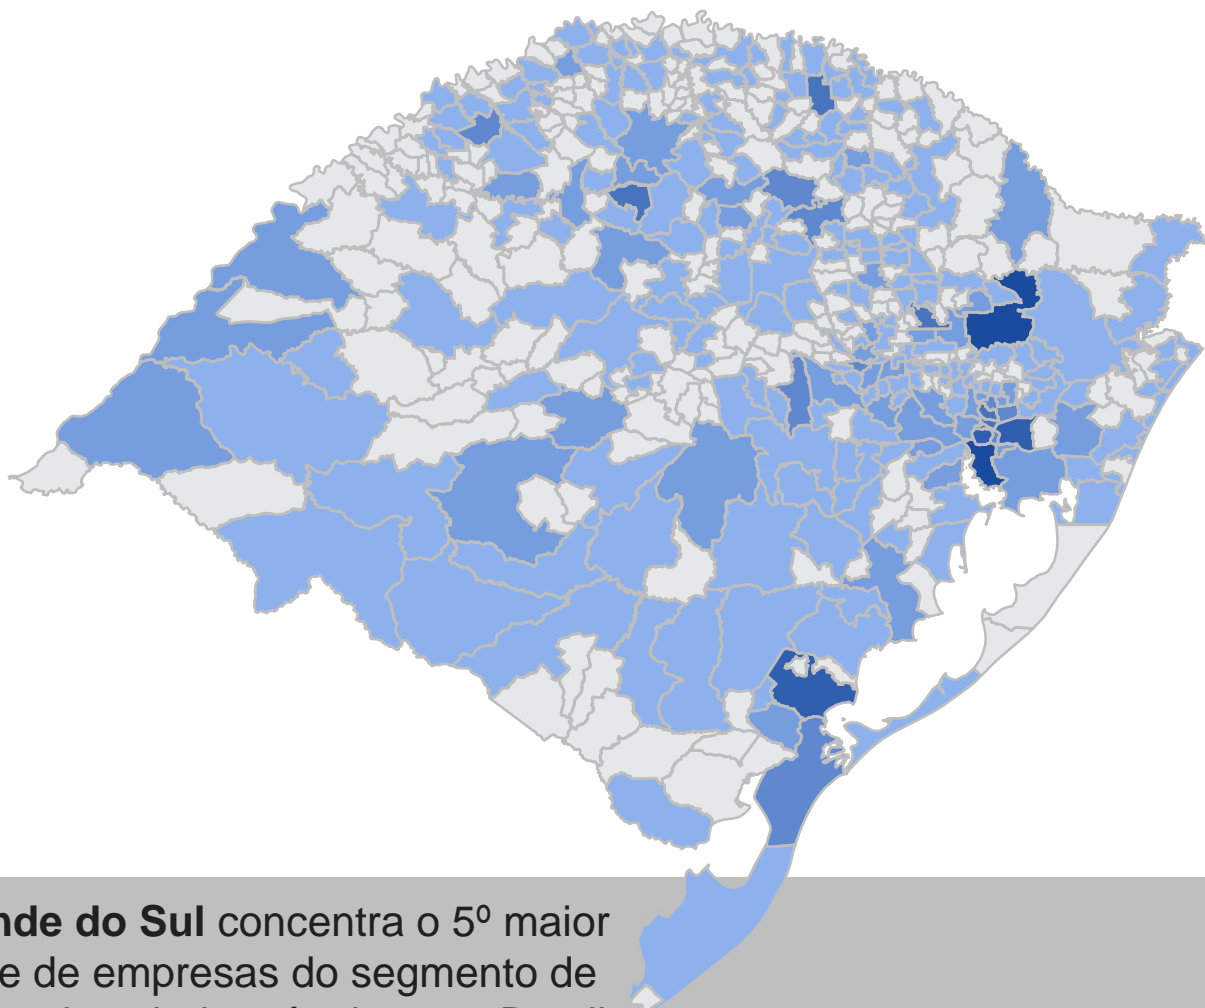 nde do Sul concentra o 5º maior
e de empresas do segmento de